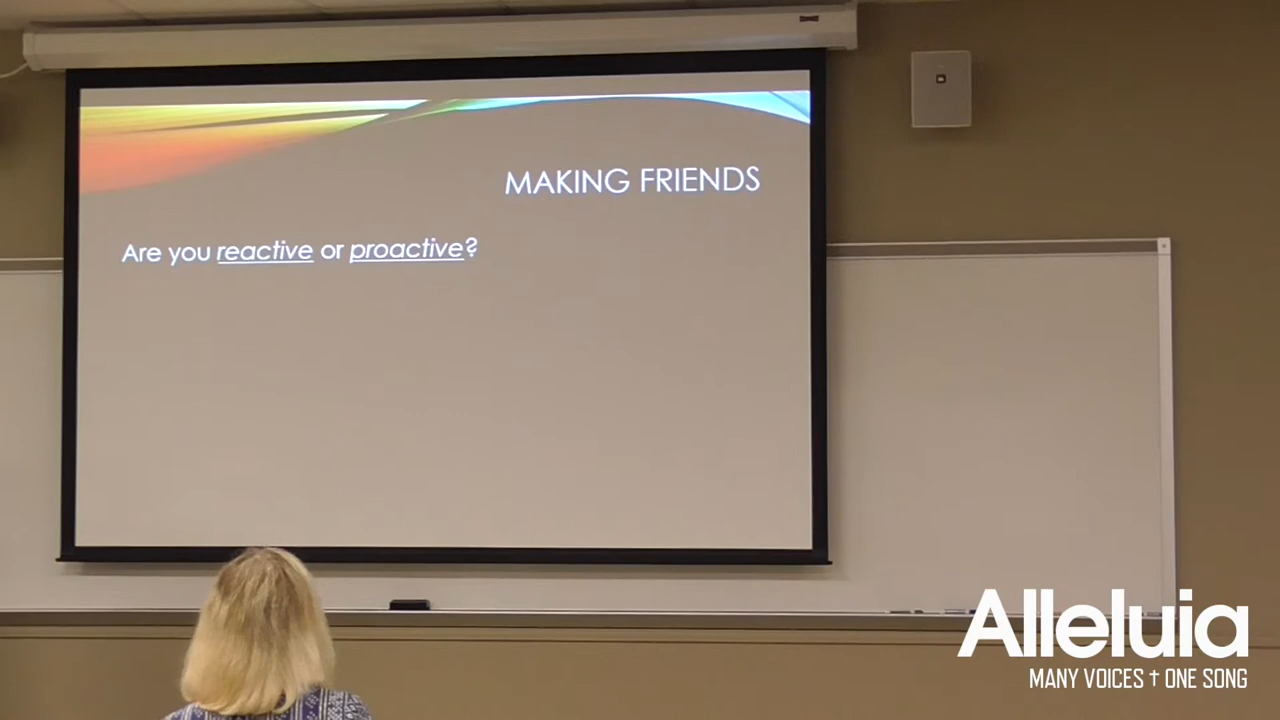 MAKING FRIENDS
Are you reactive or proactive?
Alleluia
MANY VOICES † ONE SONG